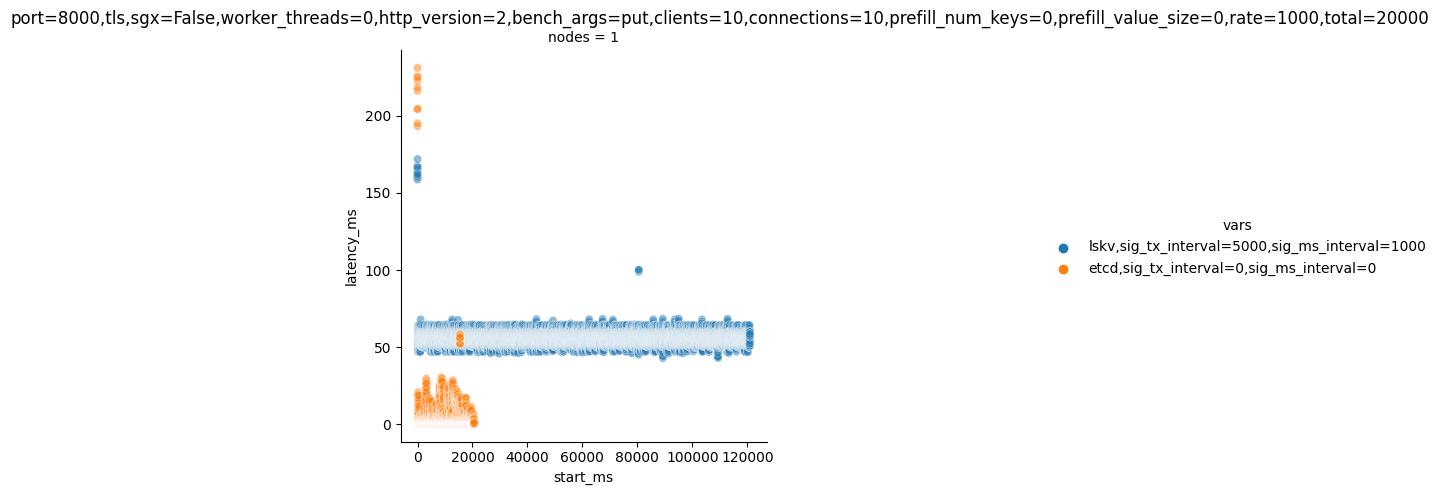 port=8000,tls,sgx=False,worker_threads=0,http_version=2,bench_args=put,clients=10,connections=10,prefill_num_keys=0,prefill_value_size=0,rate=1000,total=20000
nodes = 1
200
150
100
50
0
latency_ms
0 20000 40000 60000 80000 100000 120000
start_ms
vars
lskv,sig_tx_interval=5000,sig_ms_interval=1000
etcd,sig_tx_interval=0,sig_ms_interval=0